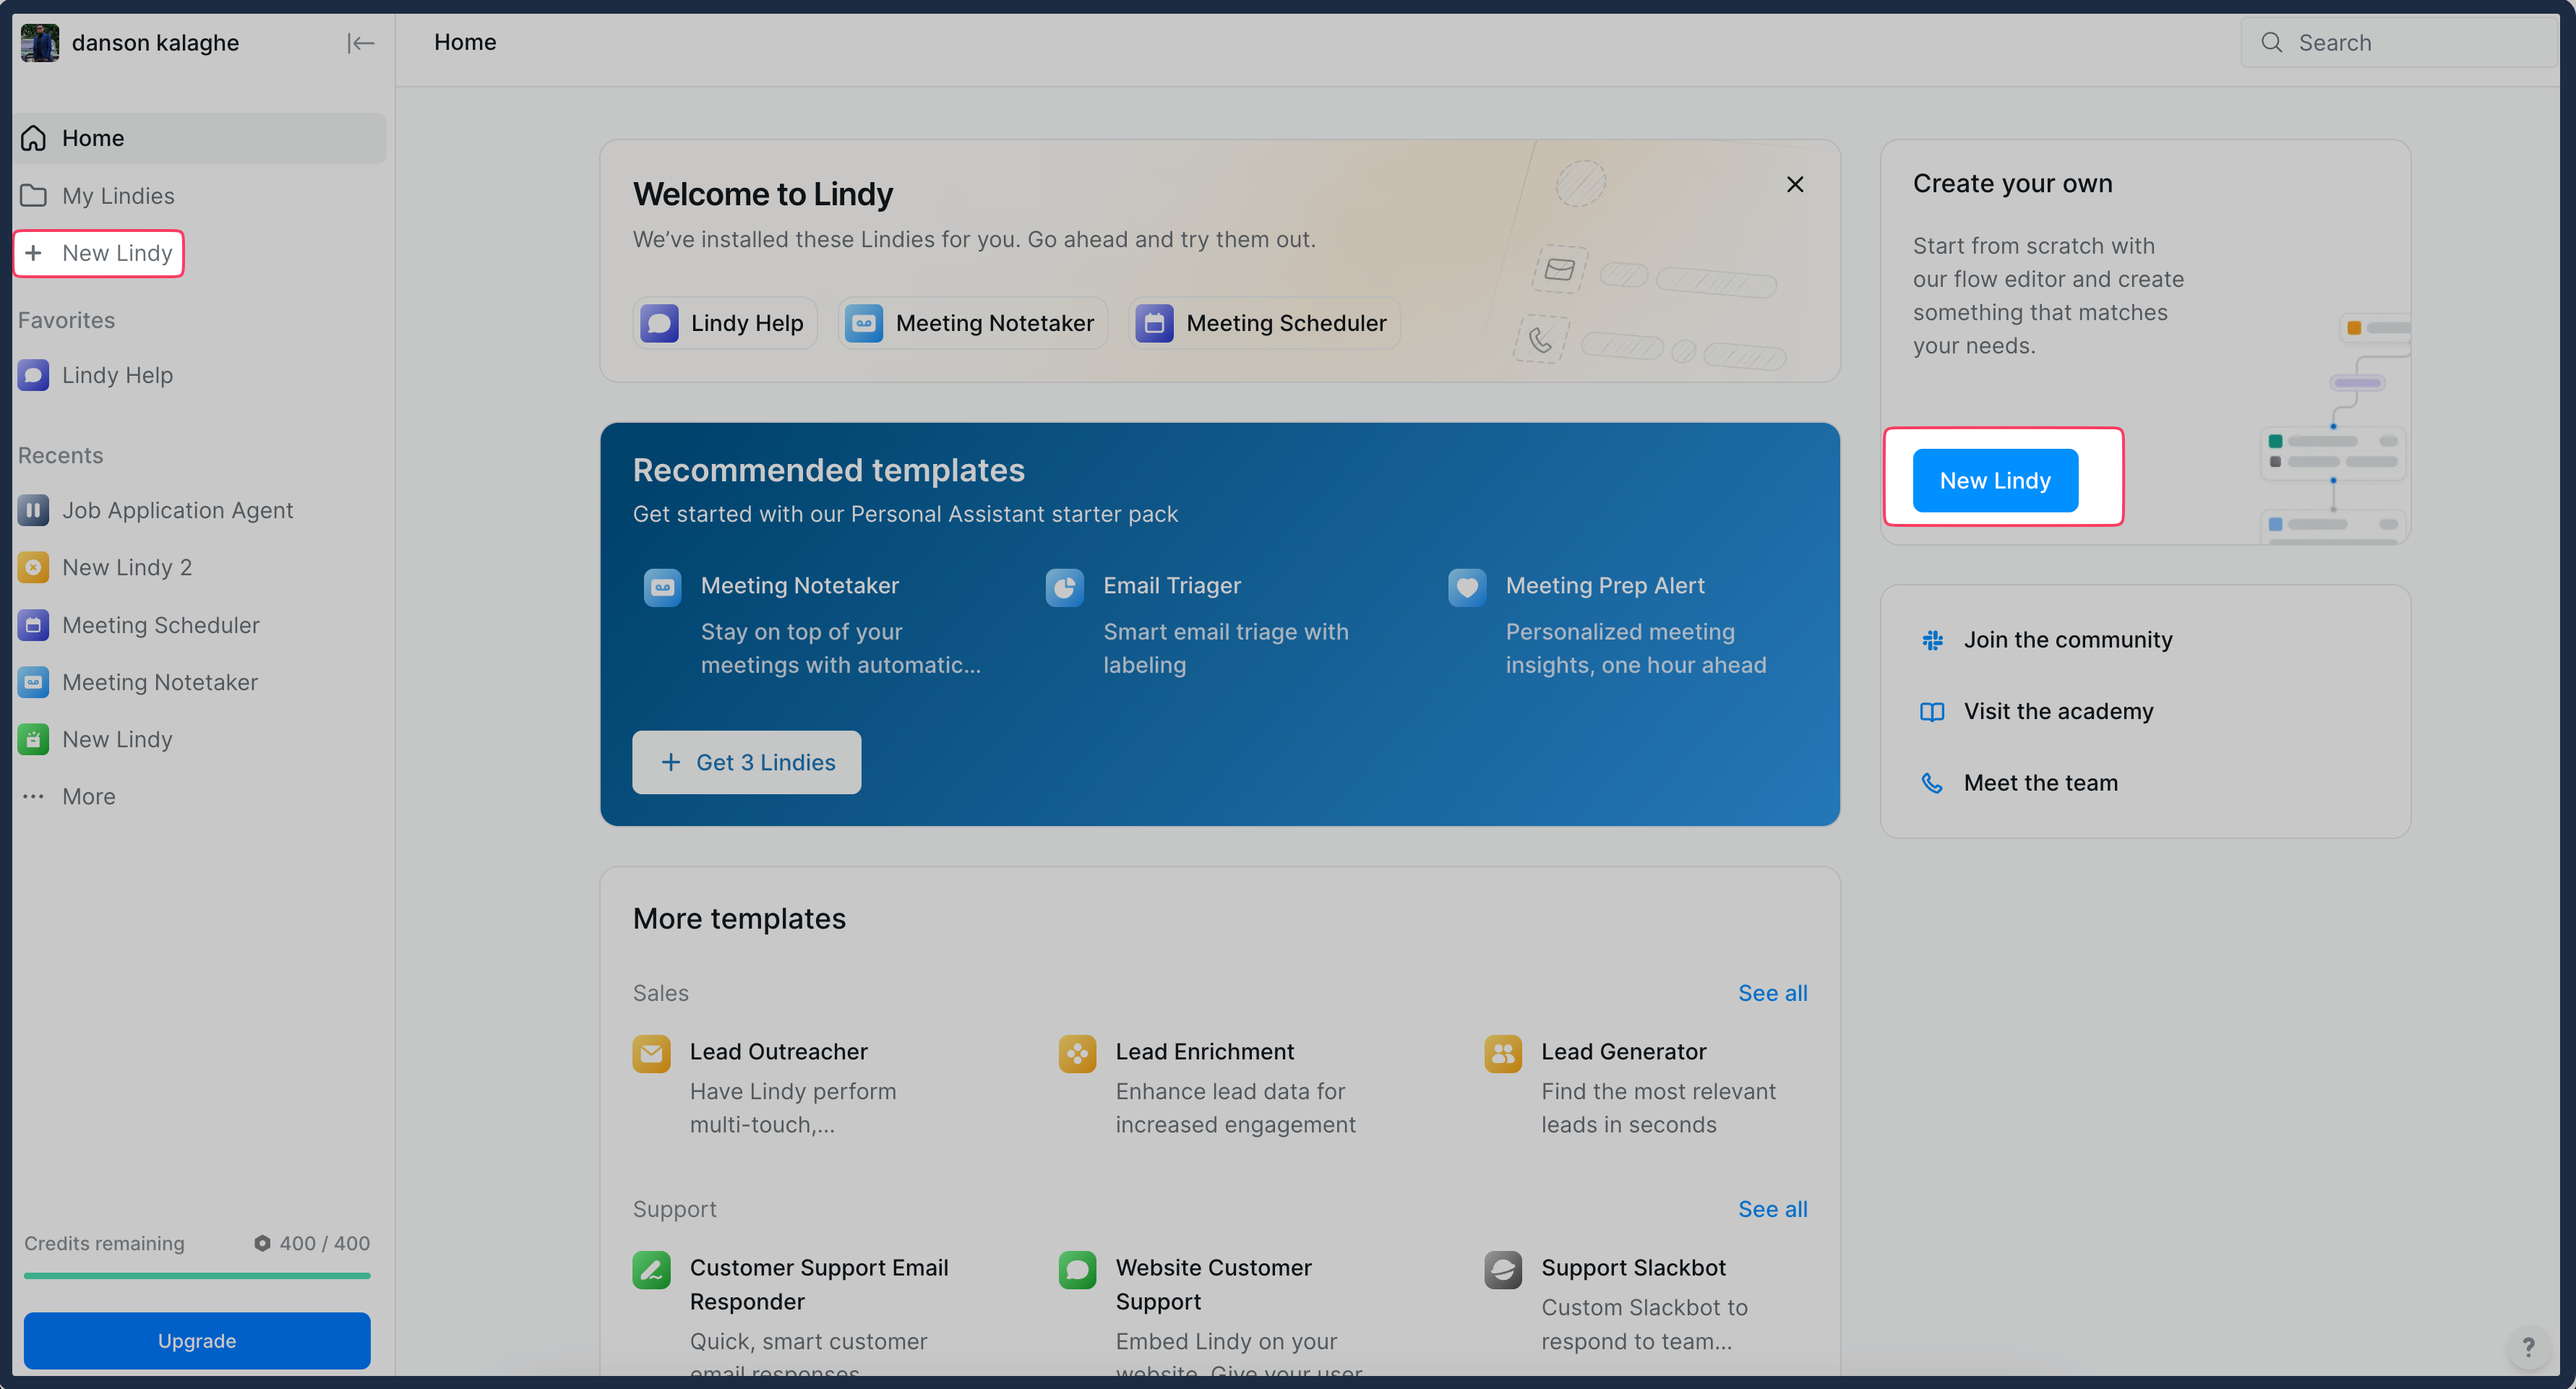 danson kalaghe
Home
Search
Home
My Lindies
New Lindy
Favorites
Lindy Help
Recents
Job Application Agent
New Lindy 2
Meeting Scheduler
Meeting Notetaker
New Lindy
More
Credits remaining
400 / 400
Upgrade
Welcome to Lindy
We’ve installed these Lindies for you. Go ahead and try them out.
Lindy Help
Meeting Notetaker
Meeting Scheduler
Recommended templates
Get started with our Personal Assistant starter pack
Meeting Notetaker
Stay on top of your
meetings with automatic...
Email Triager
Smart email triage with
labeling
Meeting Prep Alert
Personalized meeting
insights, one hour ahead
Get 3 Lindies
More templates
Sales
See all
Lead Outreacher
Have Lindy perform
multi-touch,...
Lead Enrichment
Enhance lead data for
increased engagement
Lead Generator
Find the most relevant
leads in seconds
Support
See all
Customer Support Email
Responder
Quick, smart customer
email responses
Website Customer
Support
Embed Lindy on your
website. Give your user
Support Slackbot
Custom Slackbot to
respond to team...
Create your own
Start from scratch with
our flow editor and create
something that matches
your needs.
New Lindy
Join the community
Visit the academy
Meet the team
?